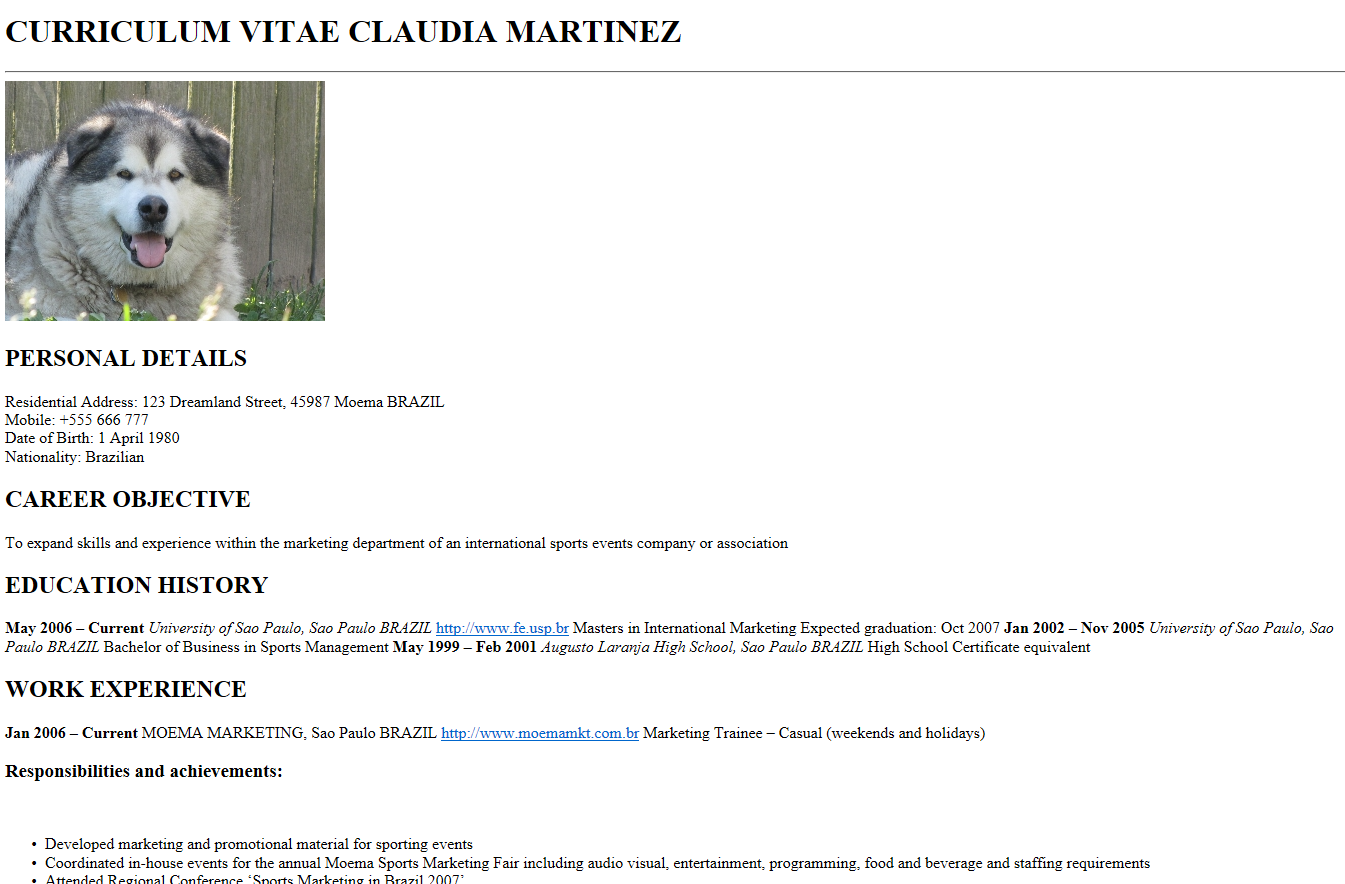 CURRICULUM VITAE CLAUDIA MARTINEZ
PERSONAL DETAILS
Residential Address: 123 Dreamland Street, 45987 Moema BRAZIL
Mobile: +555 666 777
Date of Birth: 1 April 1980
Nationality: Brazilian
CAREER OBJECTIVE
To expand skills and experience within the marketing department of an international sports events company or association
EDUCATION HISTORY
May 2006 – Current University of Sao Paulo, Sao Paulo BRAZIL http://www.fe.usp.br Masters in International Marketing Expected graduation: Oct 2007 Jan 2002 – Nov 2005 University of Sao Paulo, Sao
Paulo BRAZIL Bachelor of Business in Sports Management May 1999 – Feb 2001 Augusto Laranja High School, Sao Paulo BRAZIL High School Certificate equivalent
WORK EXPERIENCE
Jan 2006 – Current MOEMA MARKETING, Sao Paulo BRAZIL http://www.moemamkt.com.br Marketing Trainee – Casual (weekends and holidays)
Responsibilities and achievements:
• Developed marketing and promotional material for sporting events
• Coordinated in-house events for the annual Moema Sports Marketing Fair including audio visual, entertainment, programming, food and beverage and staffing requirements
• Attended Regional Conference ‘Sports Marketing in Brazil 2007’